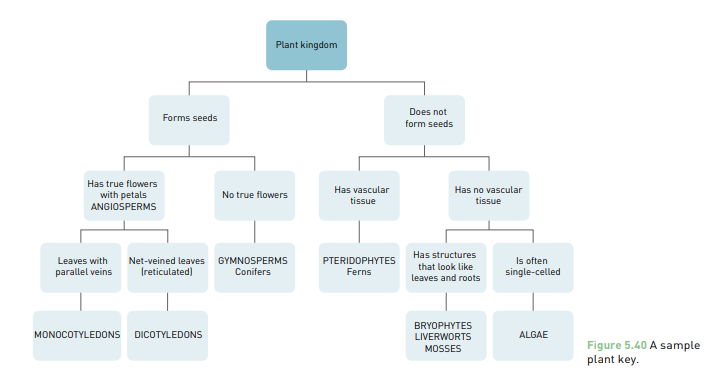 Plant kingdom
Forms seeds
Does not
form seeds
Has true flowers
with petals
ANGIOSPERMS
No true flowers
Has vascular
tissue
Has no vascular
tissue
Leaves with
parallel veins
Net-veined leaves
(reticulated)
GYMNOSPERMS
Conifers
PTERIDOPHYTES
Ferns
Has structures
that look like
leaves and roots
Is often
single-celled
MONOCOTYLEDONS
DICOTYLEDONS
BRYOPHYTES
LIVERWORTS
MOSSES
ALGAE
Figure 5.40 A sample
plant key.